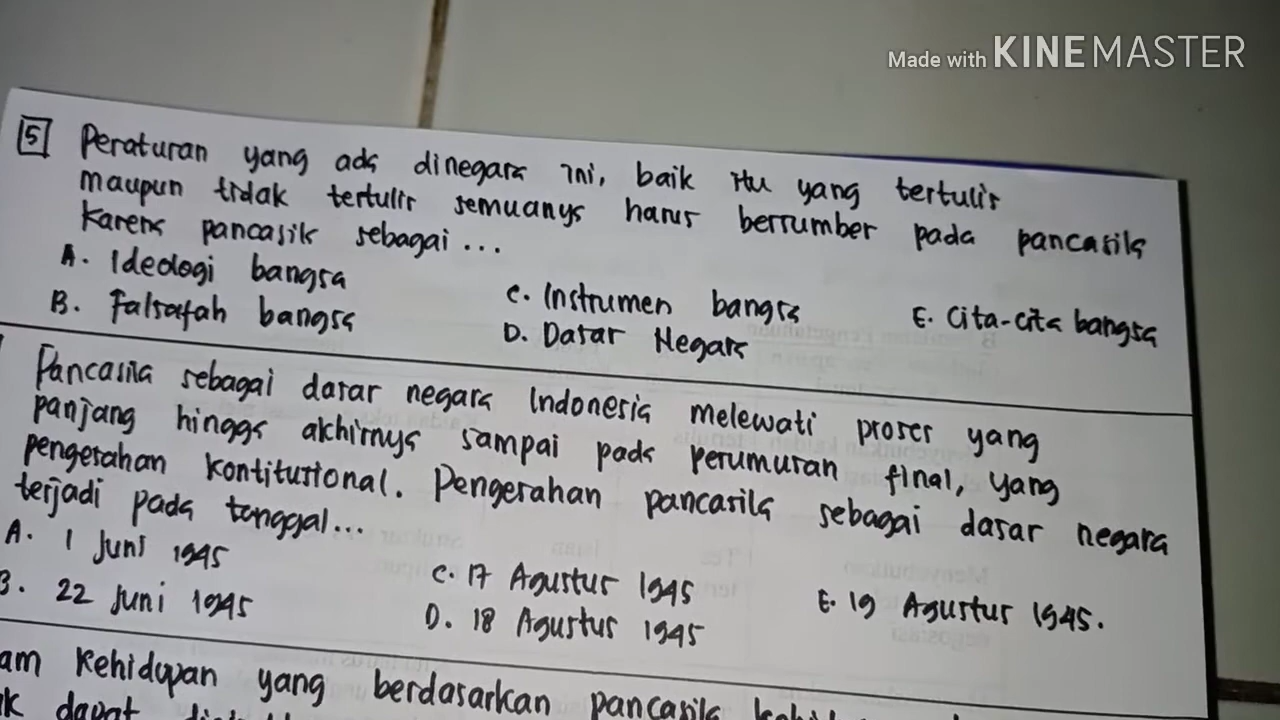 Made with KINEMASTER
5 Peraturan yang ada dinegara ini, baik itu yang tertulis
maupun tidak tertulis semuanya harus bersumber pada pancasila
Karena pancasila sebagai ...
A. Ideologi bangsa
B. Falsafah bangsa
C. Instrumen bangsa
D. Dasar Negara
E. Cita-cita bangsa
Pancasila sebagai dasar negara Indonesia melewati proses yang
panjang hingga akhirnya sampai pada perumusan final, yang
pengesahan kontitusional. Pengesahan pancasila sebagai dasar negara
terjadi pada tanggal...
A. 1 Juni 1945
B. 22 Juni 1945
C. 17 Agustus 1945
D. 18 Agustus 1945
E. 19 Agustus 1945.
am Kehidupan yang berdasarkan pancasila
dapat